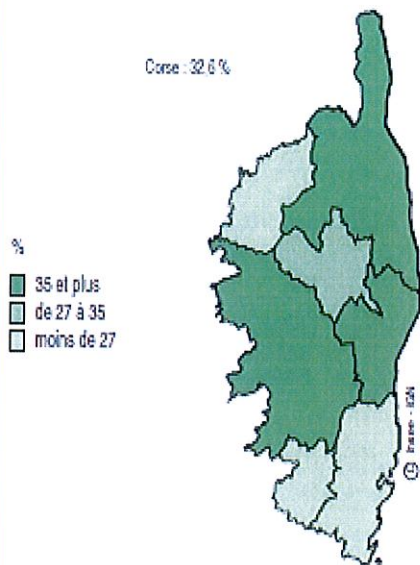 Corse : 32,6 %
%
35 et plus
de 27 à 35
moins de 27
© Insee - IGN